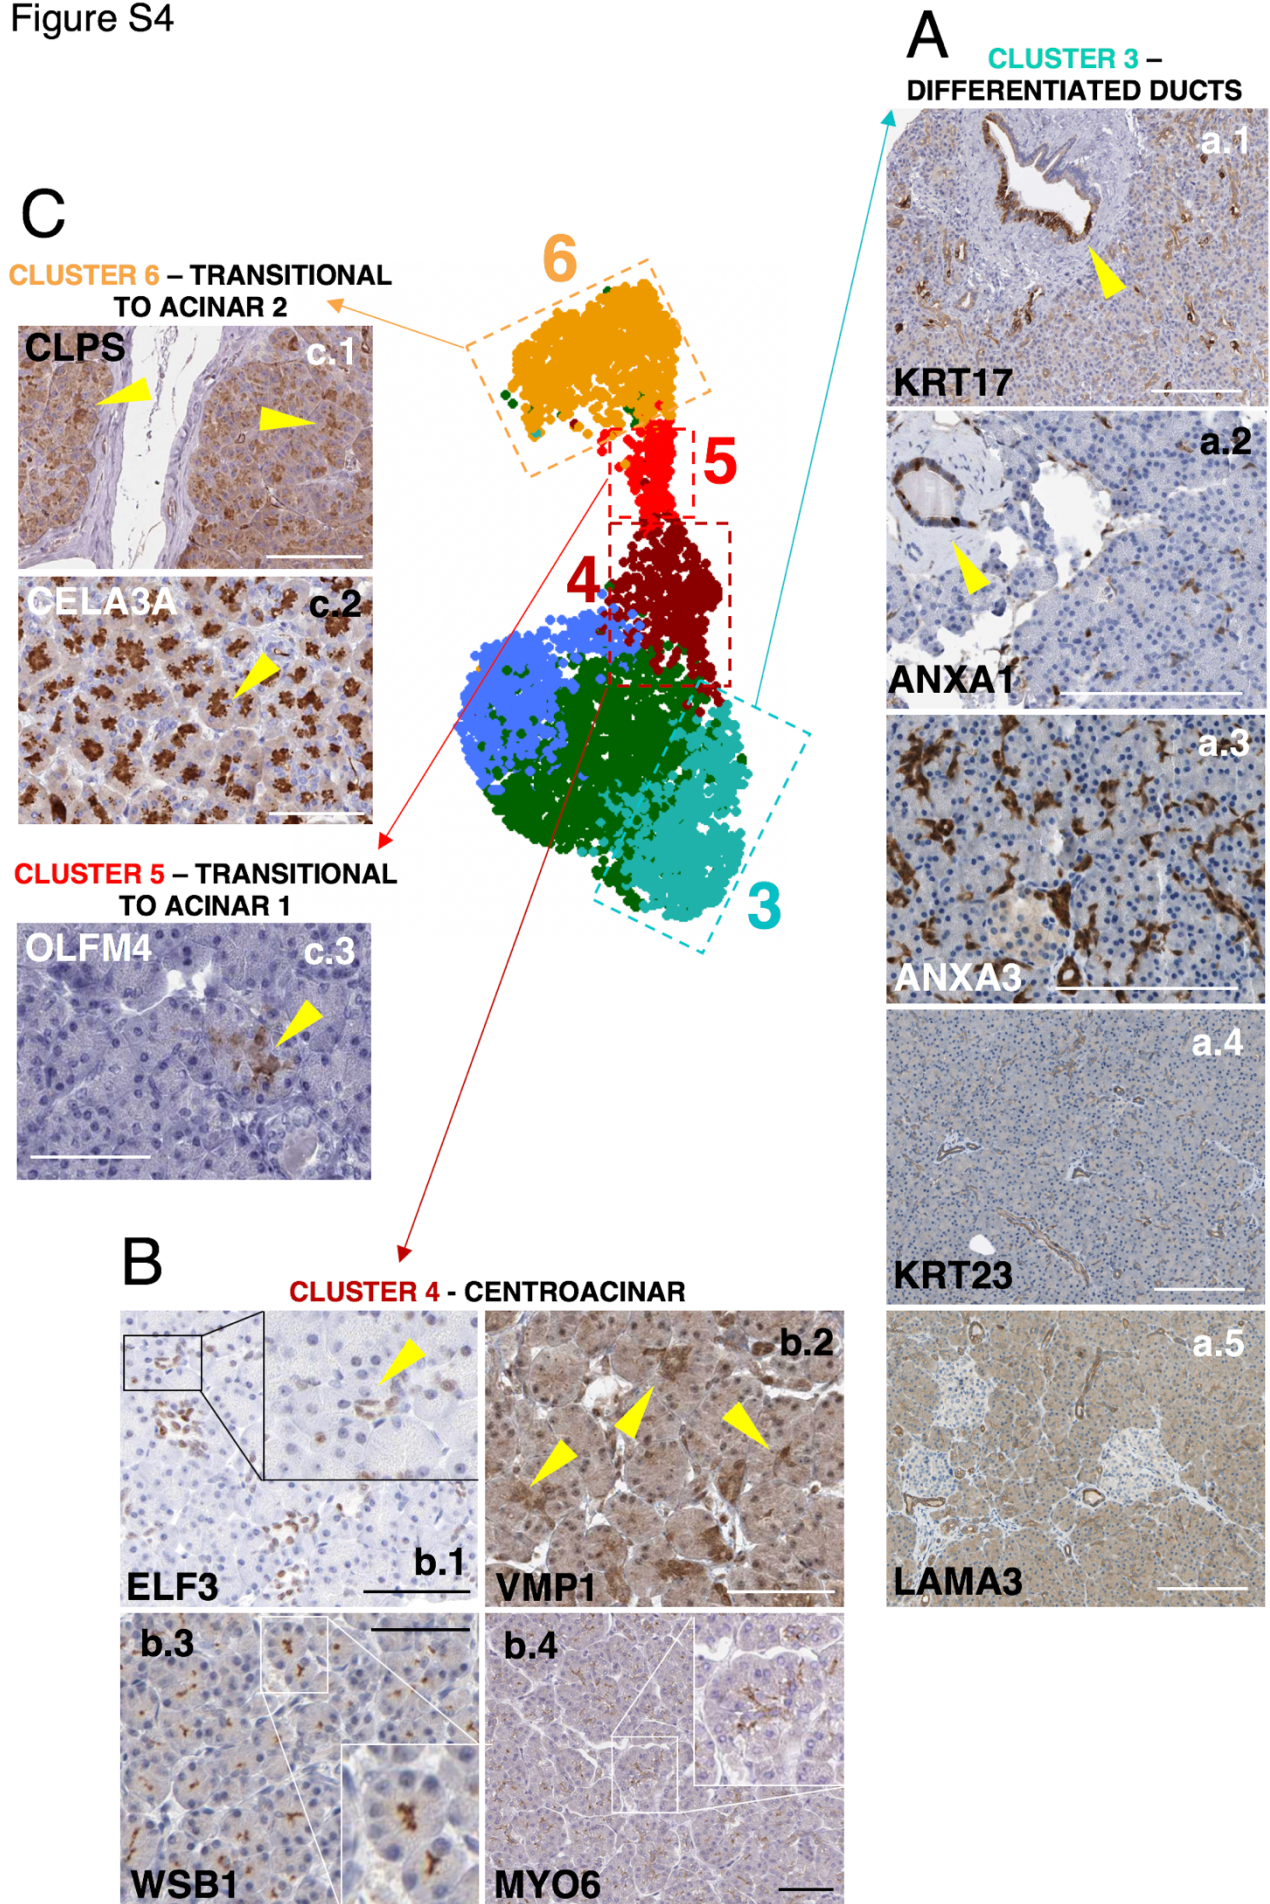 Figure S4
A
CLUSTER 3 –
DIFFERENTIATED DUCTS
a.1
KRT17
a.2
ANXA1
a.3
ANXA3
a.4
KRT23
a.5
LAMA3
C
CLUSTER 6 – TRANSITIONAL
TO ACINAR 2
CLPS
c.1
CELA3A
c.2
CLUSTER 5 – TRANSITIONAL
TO ACINAR 1
OLFM4
c.3
6
5
4
3
B
CLUSTER 4 - CENTROACINAR
b.1
ELF3
b.2
VMP1
b.3
WSB1
b.4
MYO6